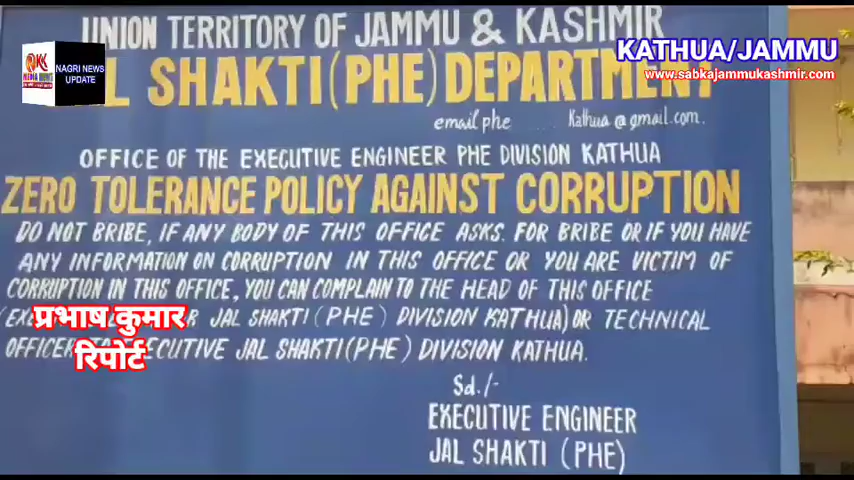 UNION TERRITORY OF JAMMU & KASHMIR
KATHUA/JAMMU
www.sabkajammukashmir.com
NAGRI NEWS
UPDATE
SHAKTI (PHE) DEPARTMENT
email phe Kathua @ gmail.com.
OFFICE OF THE EXECUTIVE ENGINEER PHE DIVISION KATHUA
ZERO TOLERANCE POLICY AGAINST CORRUPTION
DO NOT BRIBE, IF ANY BODY OF THIS OFFICE ASKS. FOR BRIBE OR IF YOU HAVE
ANY INFORMATION ON CORRUPTION IN THIS OFFICE OR YOU ARE VICTIM OF
CORRUPTION IN THIS OFFICE, YOU CAN COMPLAIN TO THE HEAD OF THIS OFFICE
JAL SHAKTI (PHE) DIVISION KATHUA) OR TECHNICAL
प्रभाष कुमार
रिपोर्ट
JAL SHAKTI (PHE) DIVISION KATHUA.
Sd./-
EXECUTIVE ENGINEER
JAL SHAKTI (PHE)